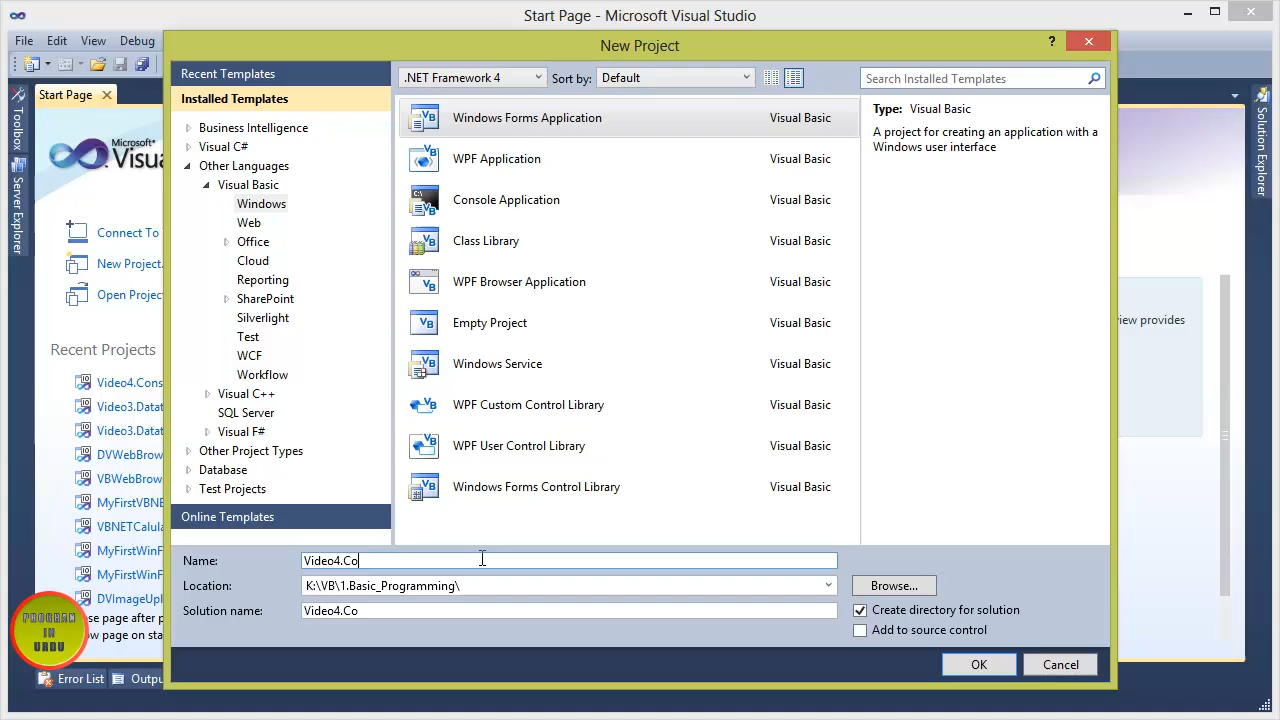 Start Page - Microsoft Visual Studio
File Edit View Debug
New Project
?
Start Page
Toolbox
Server Explorer
Solution Explorer
Microsoft®
Visua
Connect To
New Project.
Open Projec
Recent Projects
Video4.Cons
Video3.Datat
Video3.Datat
DVWebBrow
VBWebBrow
MyFirstVBNE
VBNETCalula
MyFirstWinF
MyFirstWinF
DVImageUpl
se page after p
ow page on sta
view provides
Recent Templates
Installed Templates
Business Intelligence
Visual C#
Other Languages
Visual Basic
Windows
Web
Office
Cloud
Reporting
SharePoint
Silverlight
Test
WCF
Workflow
Visual C++
SQL Server
Visual F#
Other Project Types
Database
Test Projects
Online Templates
.NET Framework 4 Sort by: Default
Search Installed Templates
Windows Forms Application Visual Basic
WPF Application Visual Basic
Console Application Visual Basic
Class Library Visual Basic
WPF Browser Application Visual Basic
Empty Project Visual Basic
Windows Service Visual Basic
WPF Custom Control Library Visual Basic
WPF User Control Library Visual Basic
Windows Forms Control Library Visual Basic
Type: Visual Basic
A project for creating an application with a
Windows user interface
Name: Video4.Co
Location: K:\VB\1.Basic_Programming\ Browse...
Solution name: Video4.Co
Create directory for solution
Add to source control
OK Cancel
PROGRAM
IN
URDU
Error List Outpu